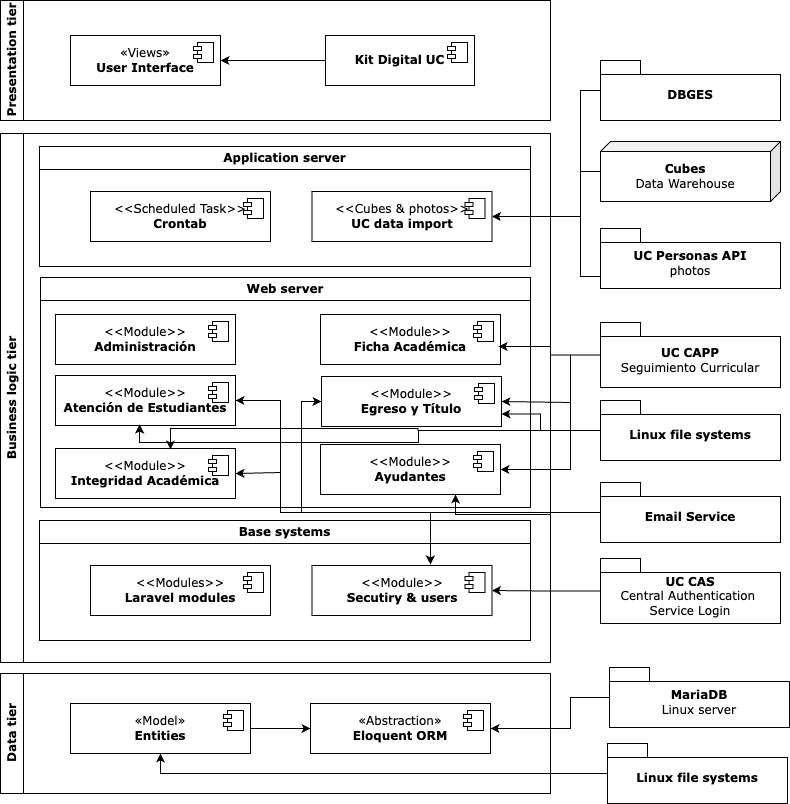 Presentation tier
«Views»
User Interface
Kit Digital UC
DBGES
Cubes
Data Warehouse
UC Personas API
photos
Business logic tier
Application server
<<Scheduled Task>>
Crontab
<<Cubes & photos>>
UC data import
Web server
<<Module>>
Administración
<<Module>>
Ficha Académica
<<Module>>
Atención de Estudiantes
<<Module>>
Egreso y Título
<<Module>>
Integridad Académica
<<Module>>
Ayudantes
UC CAPP
Seguimiento Curricular
Linux file systems
Email Service
Base systems
<<Modules>>
Laravel modules
<<Module>>
Secutiry & users
UC CAS
Central Authentication
Service Login
Data tier
«Model»
Entities
«Abstraction»
Eloquent ORM
MariaDB
Linux server
Linux file systems